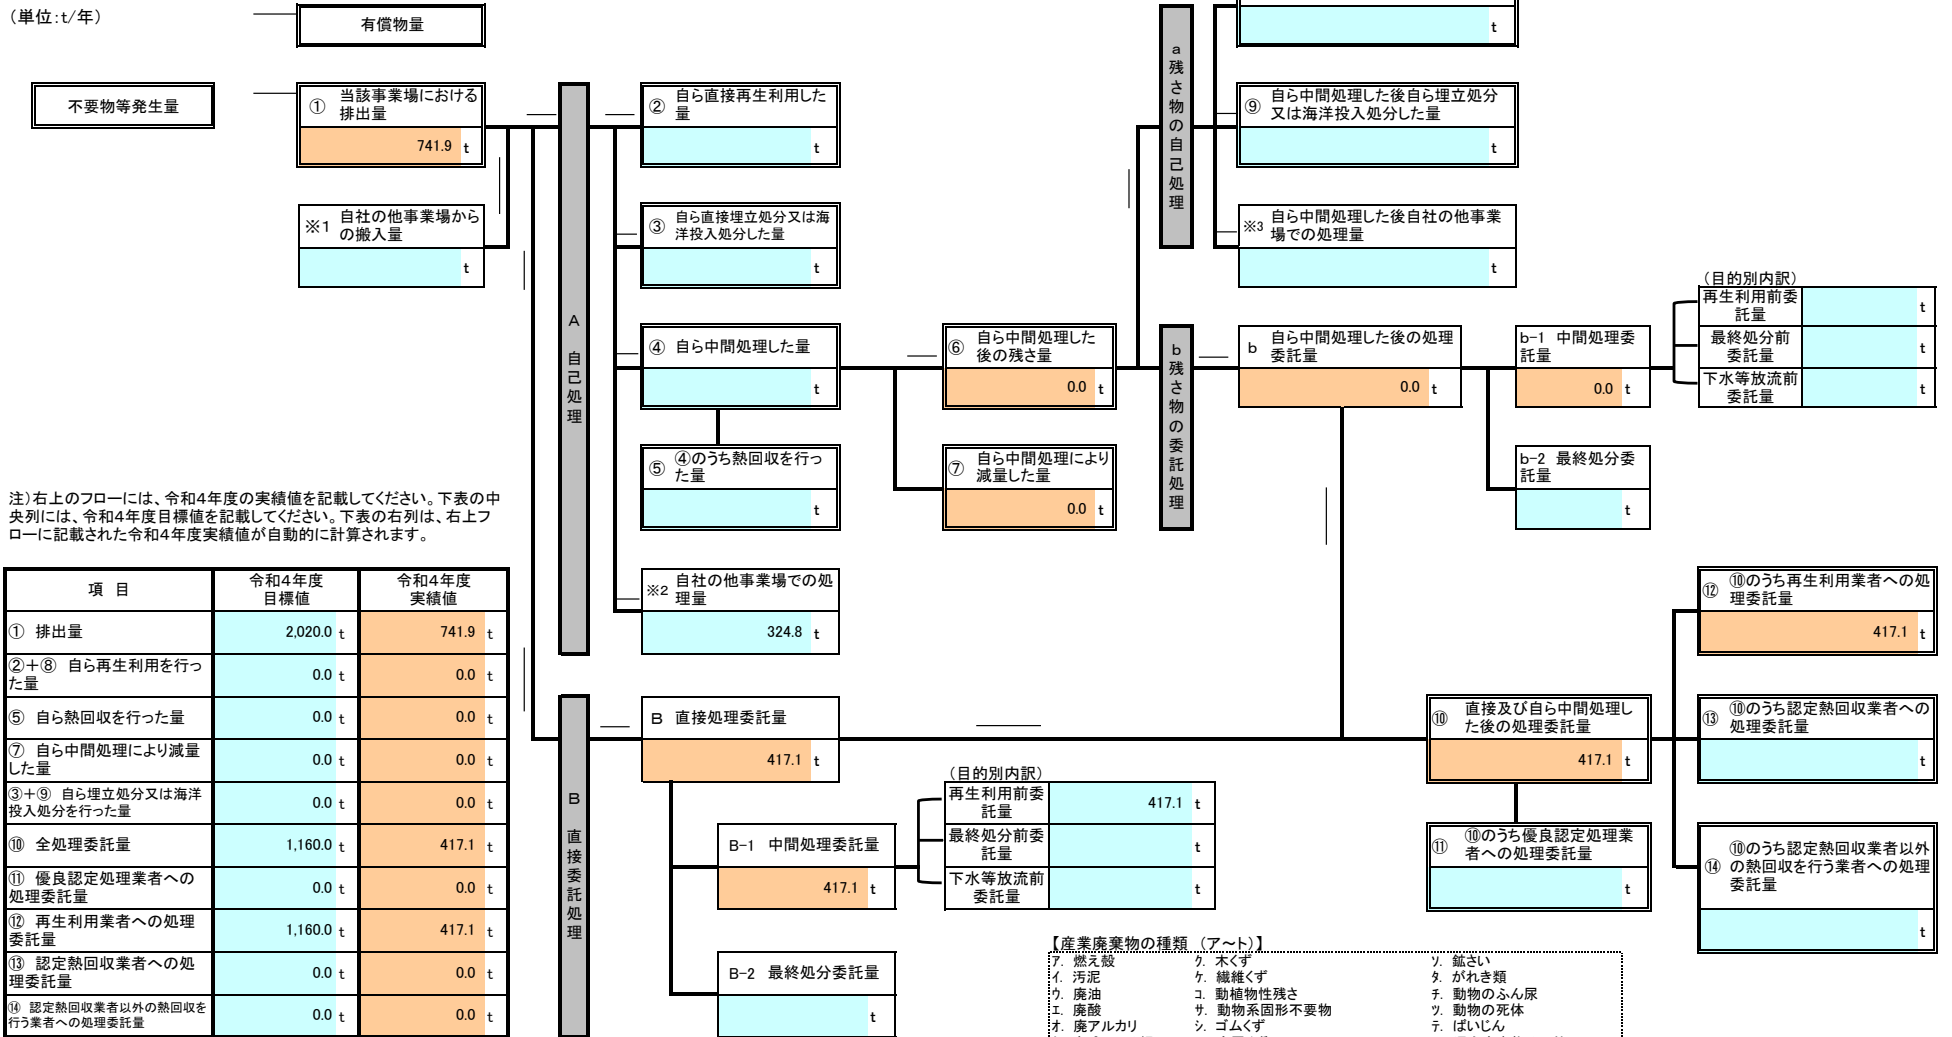 (単位:t/年)
有償物量
t
不要物等発生量
① 当該事業場における
排出量
741.9 t
※1 自社の他事業場から
の搬入量
t
A 自己処理
② 自ら直接再生利用した
量
t
③ 自ら直接埋立処分又は海
洋投入処分した量
t
④ 自ら中間処理した量
t
⑤ ④のうち熱回収を行っ
た量
t
※2 自社の他事業場での処
理量
324.8 t
⑥ 自ら中間処理した
後の残さ量
0.0 t
⑦ 自ら中間処理により
減量した量
0.0 t
a 残さ物の自己処理
⑨ 自ら中間処理した後自ら埋立処分
又は海洋投入処分した量
t
※3 自ら中間処理した後自社の他事業
場での処理量
t
b 残さ物の委託処理
b 自ら中間処理した後の処理
委託量
0.0 t
b-1 中間処理委
託量
0.0 t
b-2 最終処分委
託量
t
(目的別内訳)
再生利用前委
託量
t
最終処分前
委託量
t
下水等放流前
委託量
t
注)右上のフローには、令和4年度の実績値を記載してください。下表の中
央列には、令和4年度目標値を記載してください。下表の右列は、右上フ
ローに記載された令和4年度実績値が自動的に計算されます。
項 目 令和4年度
目標値 令和4年度
実績値
① 排出量 2,020.0 t 741.9 t
②+⑧ 自ら再生利用を行っ
た量 0.0 t 0.0 t
⑤ 自ら熱回収を行った量 0.0 t 0.0 t
⑦ 自ら中間処理により減量
した量 0.0 t 0.0 t
③+⑨ 自ら埋立処分又は海洋
投入処分を行った量 0.0 t 0.0 t
⑩ 全処理委託量 1,160.0 t 417.1 t
⑪ 優良認定処理業者への
処理委託量 0.0 t 0.0 t
⑫ 再生利用業者への処理
委託量 1,160.0 t 417.1 t
⑬ 認定熱回収業者への処
理委託量 0.0 t 0.0 t
⑭ 認定熱回収業者以外の熱回収を
行う業者への処理委託量 0.0 t 0.0 t
B 直接委託処理
B 直接処理委託量
417.1 t
B-1 中間処理委託量
417.1 t
B-2 最終処分委託量
t
(目的別内訳)
再生利用前委
託量
417.1 t
最終処分前委
託量
t
下水等放流前
委託量
t
⑩ 直接及び自ら中間処理し
た後の処理委託量
417.1 t
⑪ ⑩のうち優良認定処理業
者への処理委託量
t
⑫ ⑩のうち再生利用業者への処
理委託量
417.1 t
⑬ ⑩のうち認定熱回収業者への
処理委託量
t
⑭ ⑩のうち認定熱回収業者以外
の熱回収を行う業者への処理
委託量
t
【産業廃棄物の種類 (ア~ト)】
ア. 燃え殻 ク. 木くず ソ. 鉱さい
イ. 汚泥 ケ. 繊維くず タ. がれき類
ウ. 廃油 コ. 動植物性残さ チ. 動物のふん尿
エ. 廃酸 サ. 動物系固形不要物 ツ. 動物の死体
オ. 廃アルカリ シ. ゴムくず テ. ばいじん